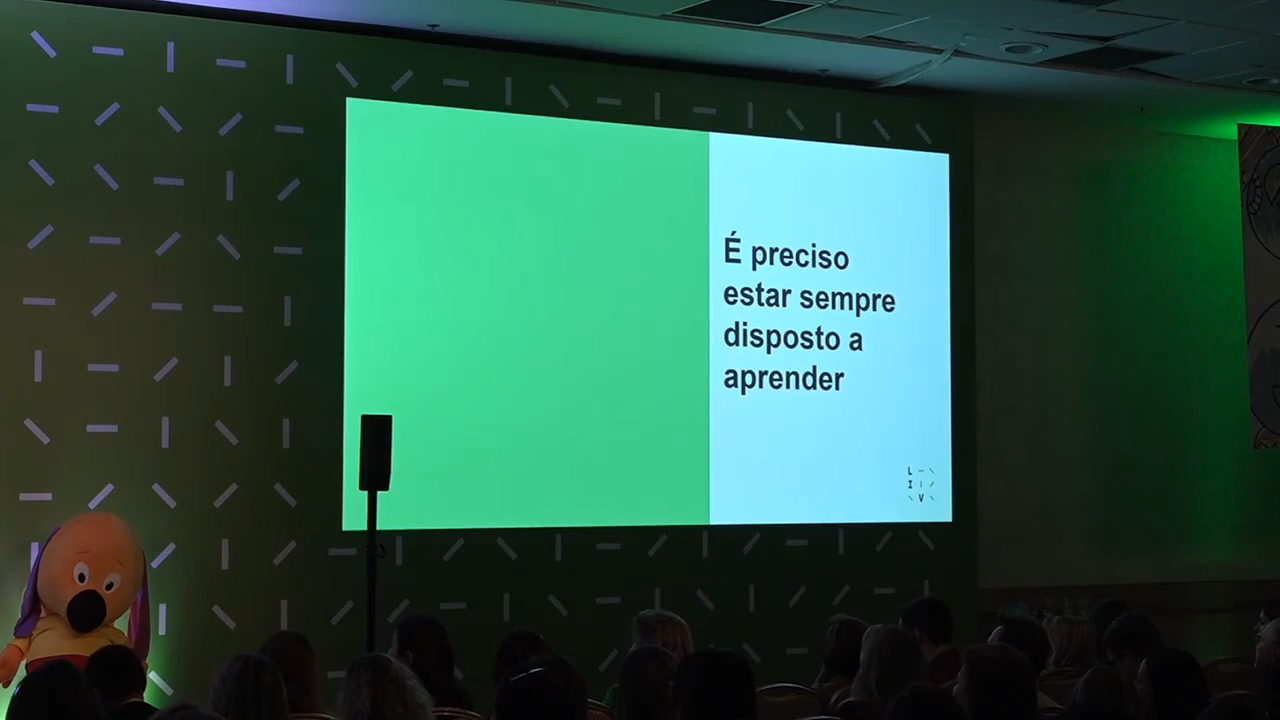 É preciso
estar sempre
disposto a
aprender
L
I
V